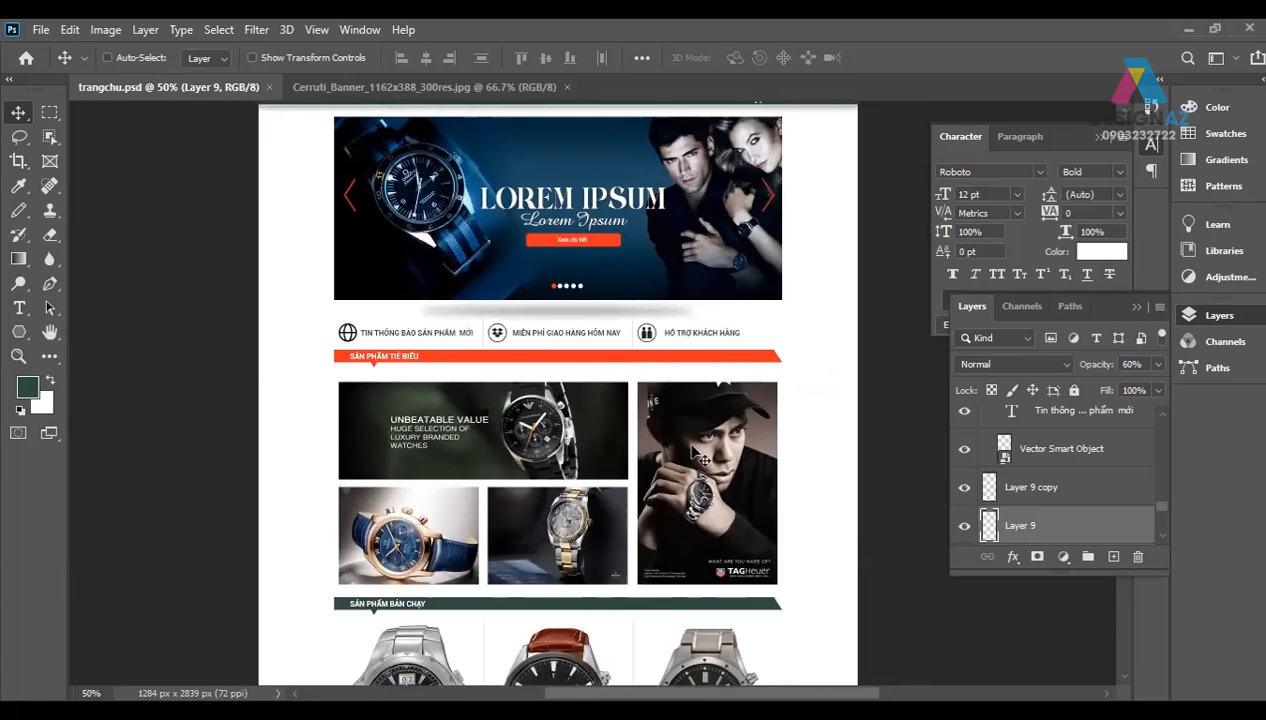 Ps File Edit Image Layer Type Select Filter 3D View Window Help
Auto-Select: Layer Show Transform Controls 3D Mode:
trangchu.psd @ 50% (Layer 9, RGB/8) × Cerruti_Banner_1162x388_300res.jpg @ 66.7% (RGB/8) ×
DESIGNAZ
0903232722
Character Paragraph
Roboto Bold
12 pt (Auto)
Metrics 0
100% 100%
0 pt Color:
Color
Swatches
Gradients
Patterns
Learn
Libraries
Adjustme...
Layers
Channels
Paths
Layers Channels Paths
Kind
Normal Opacity: 60%
Lock: Fill: 100%
Tin thông ... phẩm mới
Vector Smart Object
Layer 9 copy
Layer 9
LOREM IPSUM
Lorem Ipsum
Xem chi tiết
TIN THÔNG BÁO SẢN PHẨM MỚI MIỄN PHÍ GIAO HÀNG HÔM NAY HỖ TRỢ KHÁCH HÀNG
SẢN PHẨM TIÊU BIỂU
UNBEATABLE VALUE
HUGE SELECTION OF
LUXURY BRANDED
WATCHES
WHAT ARE YOU MADE OF?
TAGHeuer
SẢN PHẨM BÁN CHẠY
50% 1284 px x 2839 px (72 ppi)